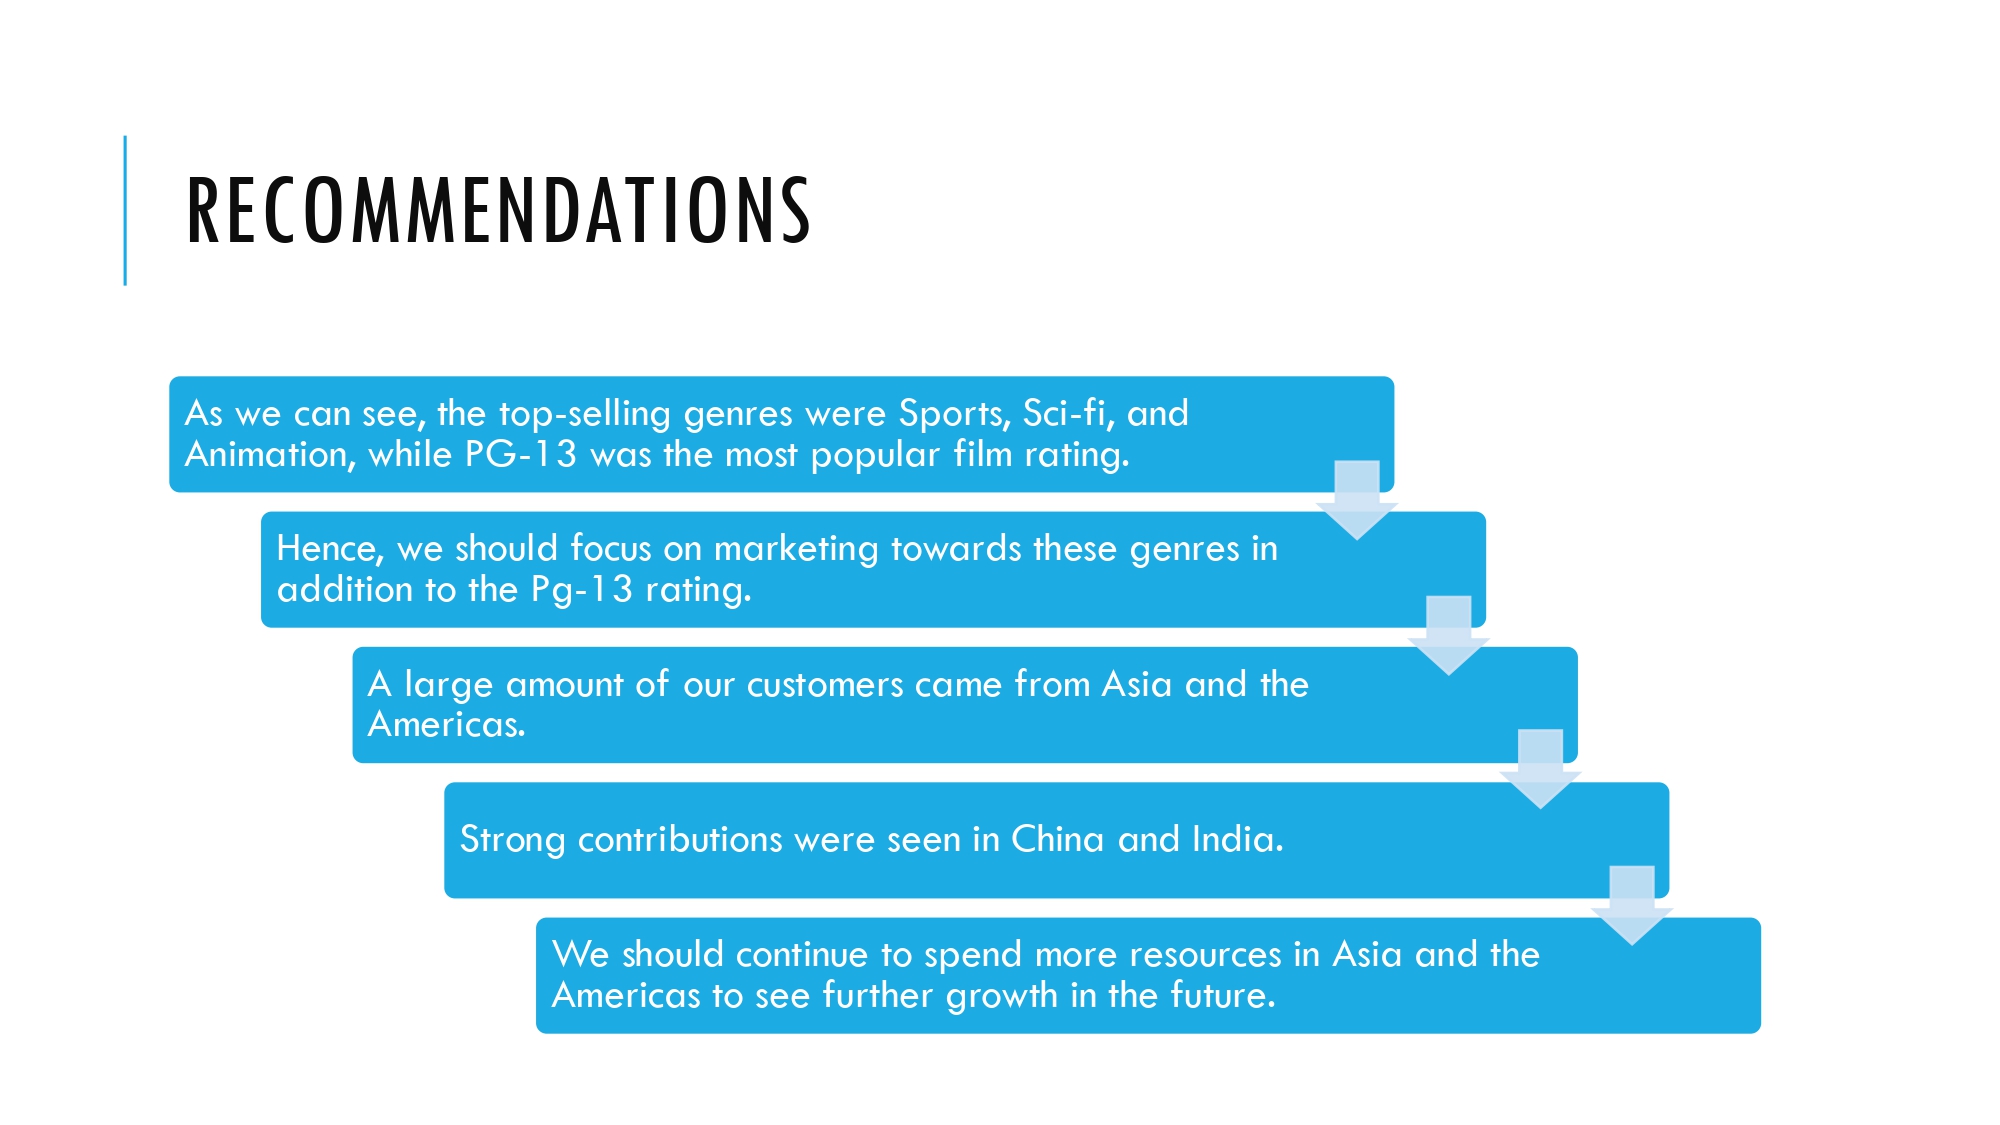 RECOMMENDATIONS
As we can see, the top-selling genres were Sports, Sci-fi, and
Animation, while PG-13 was the most popular film rating.
Hence, we should focus on marketing towards these genres in
addition to the Pg-13 rating.
A large amount of our customers came from Asia and the
Americas.
Strong contributions were seen in China and India.
We should continue to spend more resources in Asia and the
Americas to see further growth in the future.